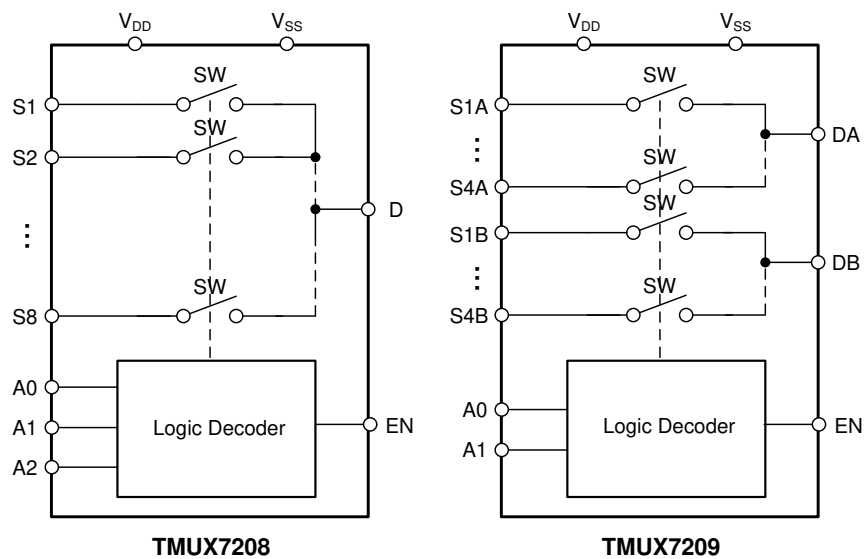 VDD
VSS
S1
SW
S2
SW
⋮
D
S8
SW
A0
A1
A2
Logic Decoder
EN
TMUX7208
VDD
VSS
S1A
SW
⋮
DA
S4A
SW
S1B
SW
⋮
DB
S4B
SW
A0
A1
Logic Decoder
EN
TMUX7209